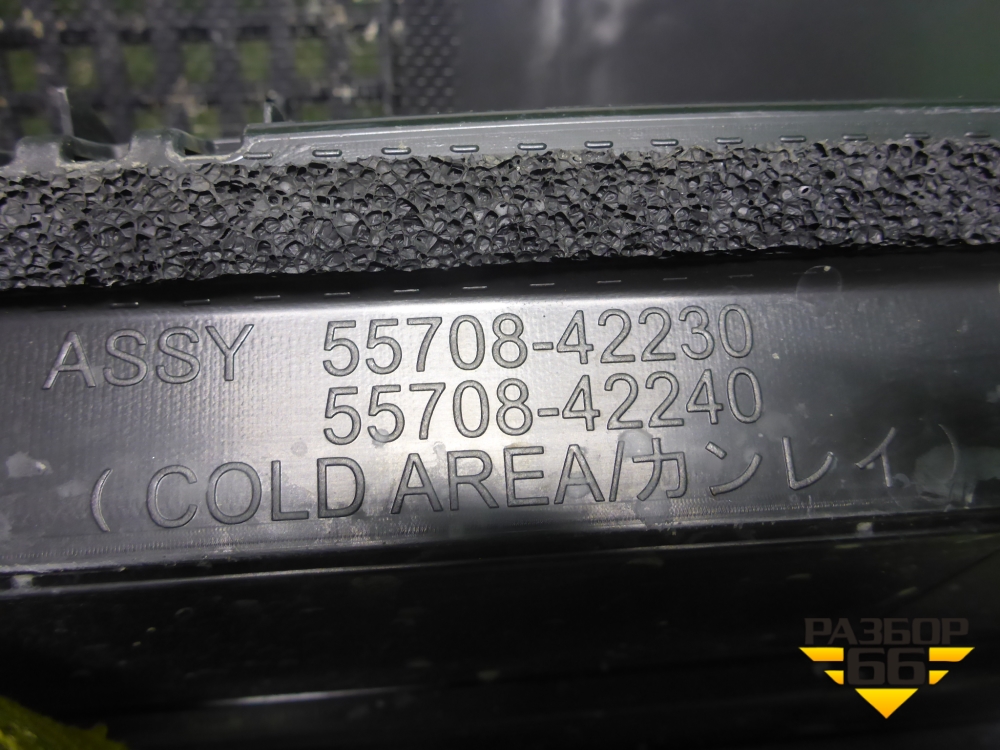 ASSY 55708-42230
55708-42240
( COLD AREA/カンレイ )
РАЗБОР
66